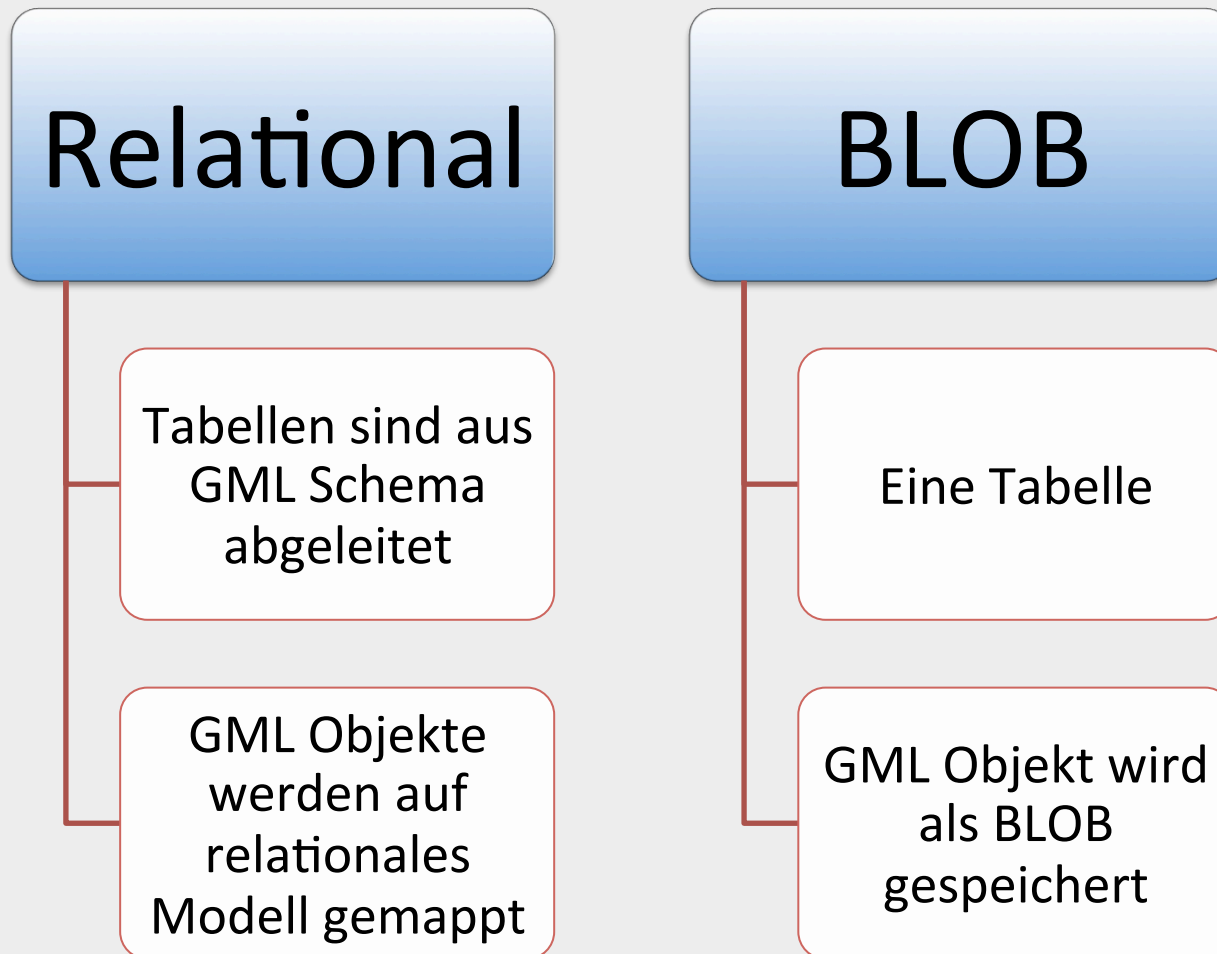 Relational
Tabellen sind aus
GML Schema
abgeleitet
GML Objekte
werden auf
relationales
Modell gemappt
BLOB
Eine Tabelle
GML Objekt wird
als BLOB
gespeichert